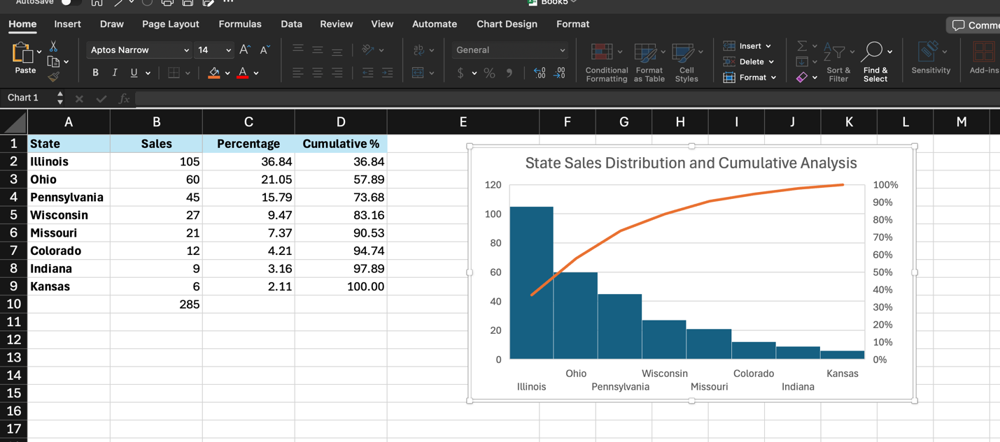 AutoSave
Book5
Home Insert Draw Page Layout Formulas Data Review View Automate Chart Design Format
Paste
Aptos Narrow 14 A A
B I U A
ab
General
$ % 9 .00 .00
Conditional Formatting
Format as Table
Cell Styles
Insert
Delete
Format
Sort & Filter
Find & Select
Sensitivity
Add-ins
Chart 1 fx
A B C D E F G H I J K L M
1 State Sales Percentage Cumulative %
2 Illinois 105 36.84 36.84
3 Ohio 60 21.05 57.89
4 Pennsylvania 45 15.79 73.68
5 Wisconsin 27 9.47 83.16
6 Missouri 21 7.37 90.53
7 Colorado 12 4.21 94.74
8 Indiana 9 3.16 97.89
9 Kansas 6 2.11 100.00
10 285
11
12
13
14
15
16
17
State Sales Distribution and Cumulative Analysis
120
100
80
60
40
20
0
100%
90%
80%
70%
60%
50%
40%
30%
20%
10%
0%
Ohio Wisconsin Colorado Kansas
Illinois Pennsylvania Missouri Indiana